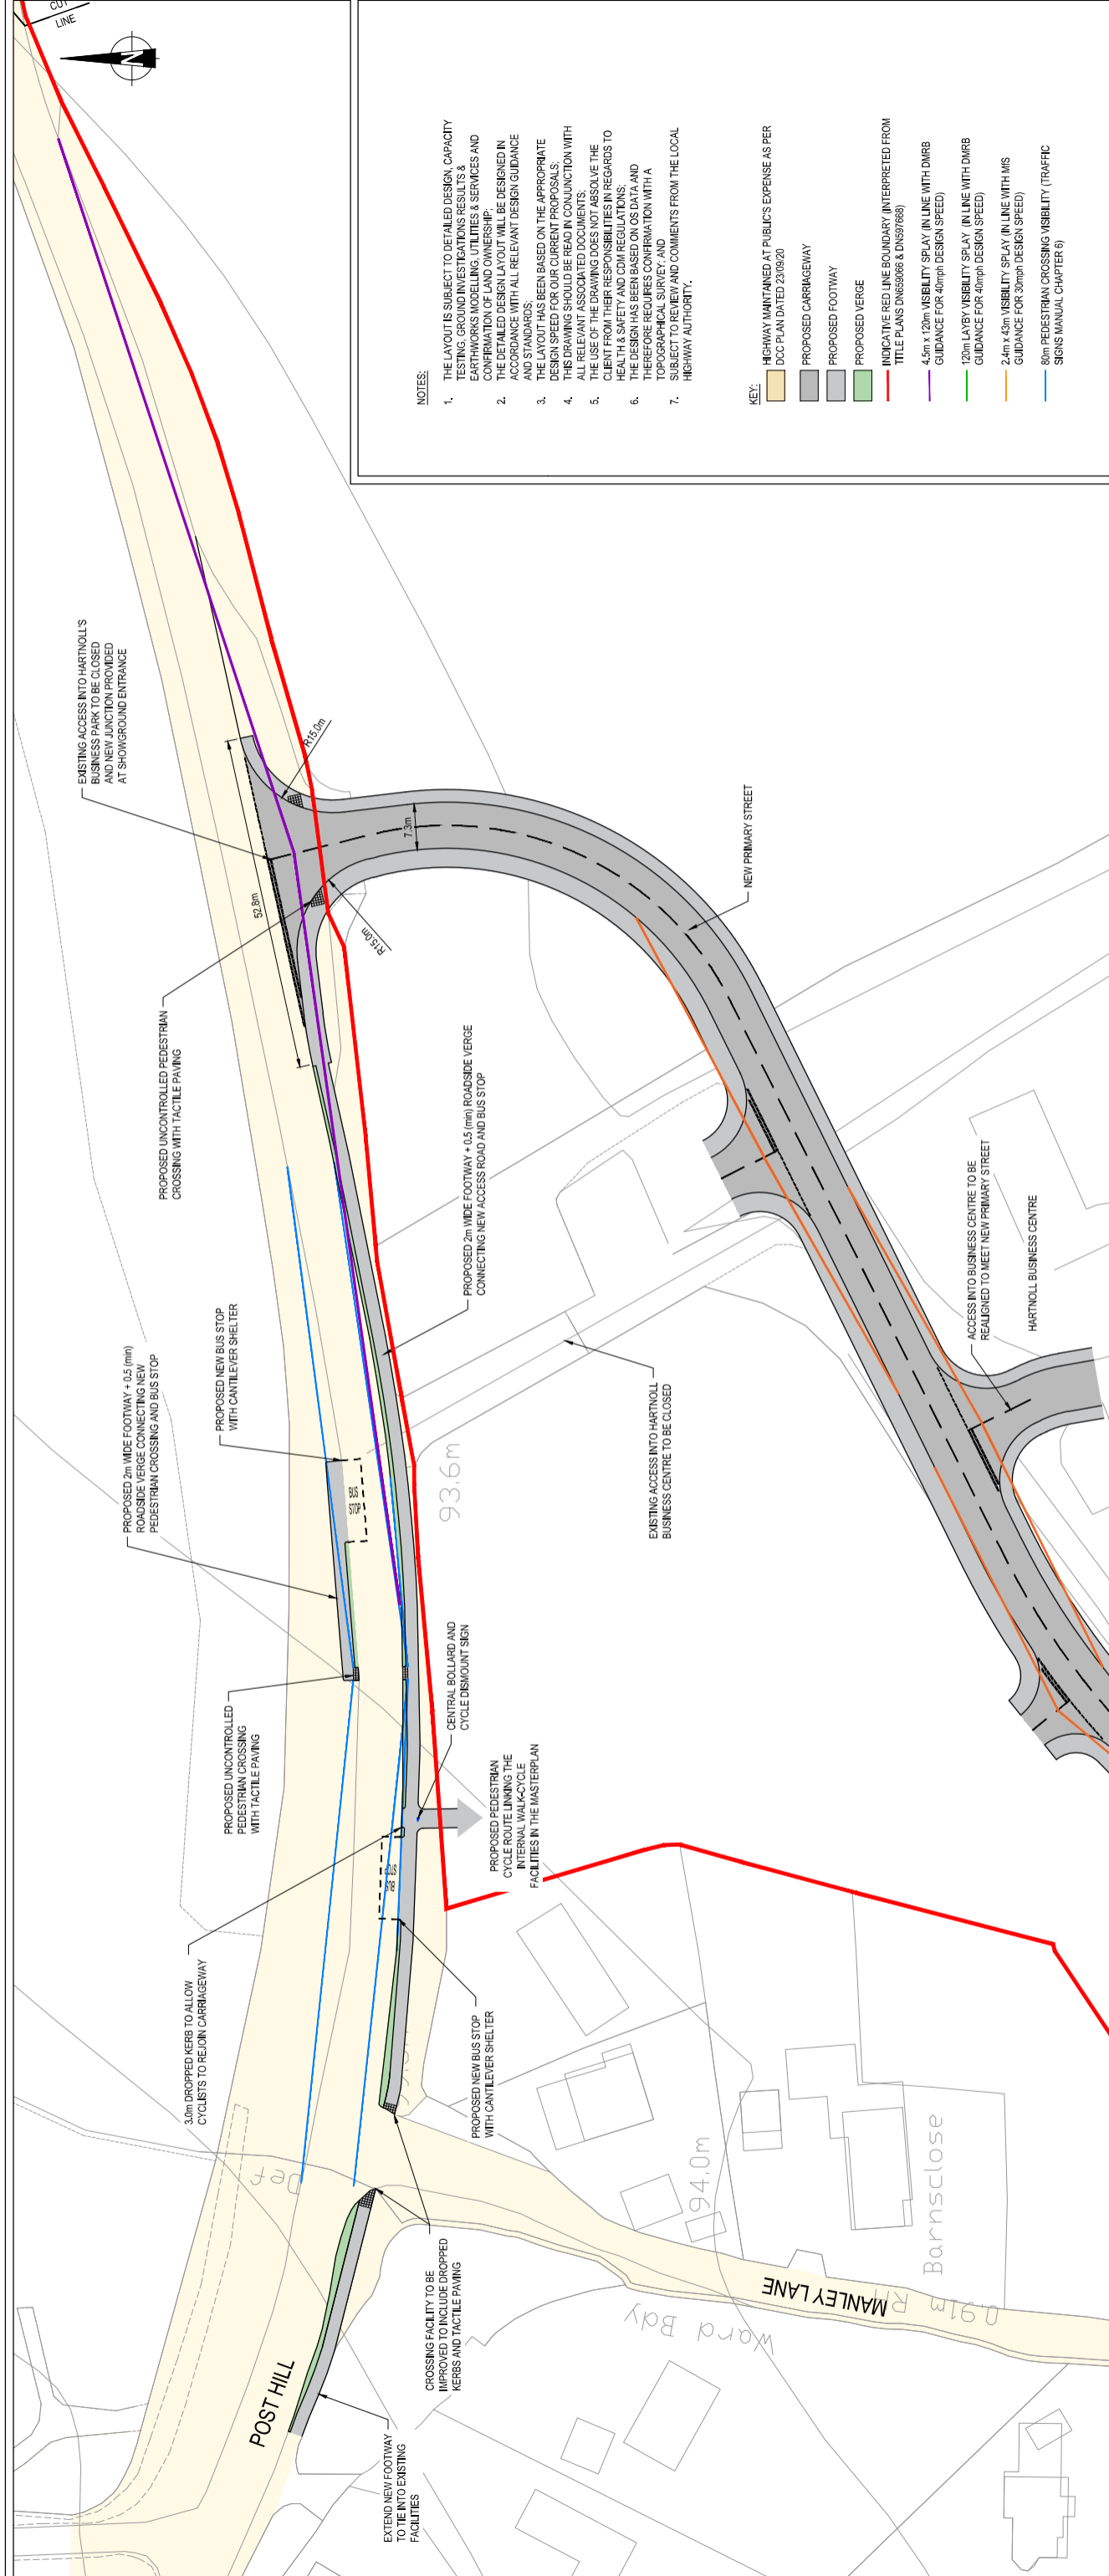 CUT
LINE
N
EXISTING ACCESS INTO HARTNOLL'S
BUSINESS PARK TO BE CLOSED
AND NEW JUNCTION PROVIDED
AT SHOWGROUND ENTRANCE
R15.0m
52.8m
7.3m
R15.0m
PROPOSED UNCONTROLLED PEDESTRIAN
CROSSING WITH TACTILE PAVING
NEW PRIMARY STREET
PROPOSED 2m WIDE FOOTWAY + 0.5 (min) ROADSIDE VERGE
CONNECTING NEW ACCESS ROAD AND BUS STOP
PROPOSED NEW BUS STOP
WITH CANTILEVER SHELTER
PROPOSED 2m WIDE FOOTWAY + 0.5 (min)
ROADSIDE VERGE CONNECTING NEW
PEDESTRIAN CROSSING AND BUS STOP
BUS
STOP
93.6m
EXISTING ACCESS INTO HARTNOLL
BUSINESS CENTRE TO BE CLOSED
ACCESS INTO BUSINESS CENTRE TO BE
REALIGNED TO MEET NEW PRIMARY STREET
HARTNOLL BUSINESS CENTRE
PROPOSED UNCONTROLLED
PEDESTRIAN CROSSING
WITH TACTILE PAVING
CENTRAL BOLLARD AND
CYCLE DISMOUNT SIGN
PROPOSED PEDESTRIAN
CYCLE ROUTE LINKING THE
INTERNAL WALK-CYCLE
FACILITIES IN THE MASTERPLAN
BUS
STOP
3.0m DROPPED KERB TO ALLOW
CYCLISTS TO REJOIN CARRIAGEWAY
PROPOSED NEW BUS STOP
WITH CANTILEVER SHELTER
Def
94.0m
Barnsclose
MANLEY LANE
0.91m RH
Ward Bdy
CROSSING FACILITY TO BE
IMPROVED TO INCLUDE DROPPED
KERBS AND TACTILE PAVING
POST HILL
EXTEND NEW FOOTWAY
TO TIE INTO EXISTING
FACILITIES
NOTES:
1. THE LAYOUT IS SUBJECT TO DETAILED DESIGN, CAPACITY
TESTING, GROUND INVESTIGATIONS RESULTS &
EARTHWORKS MODELLING, UTILITIES & SERVICES AND
CONFIRMATION OF LAND OWNERSHIP;
2. THE DETAILED DESIGN LAYOUT WILL BE DESIGNED IN
ACCORDANCE WITH ALL RELEVANT DESIGN GUIDANCE
AND STANDARDS;
3. THE LAYOUT HAS BEEN BASED ON THE APPROPRIATE
DESIGN SPEED FOR OUR CURRENT PROPOSALS;
4. THIS DRAWING SHOULD BE READ IN CONJUNCTION WITH
ALL RELEVANT ASSOCIATED DOCUMENTS;
5. THE USE OF THE DRAWING DOES NOT ABSOLVE THE
CLIENT FROM THEIR RESPONSIBILITIES IN REGARDS TO
HEALTH & SAFETY AND CDM REGULATIONS;
6. THE DESIGN HAS BEEN BASED ON OS DATA AND
THEREFORE REQUIRES CONFIRMATION WITH A
TOPOGRAPHICAL SURVEY; AND
7. SUBJECT TO REVIEW AND COMMENTS FROM THE LOCAL
HIGHWAY AUTHORITY.
KEY:
HIGHWAY MAINTAINED AT PUBLIC'S EXPENSE AS PER
DCC PLAN DATED 23/09/20
PROPOSED CARRIAGEWAY
PROPOSED FOOTWAY
PROPOSED VERGE
INDICATIVE RED LINE BOUNDARY (INTERPRETED FROM
TITLE PLANS DN659066 & DN597668)
4.5m x 120m VISIBILITY SPLAY (IN LINE WITH DMRB
GUIDANCE FOR 40mph DESIGN SPEED)
120m LAYBY VISIBILITY SPLAY (IN LINE WITH DMRB
GUIDANCE FOR 40mph DESIGN SPEED)
2.4m x 43m VISIBILITY SPLAY (IN LINE WITH MfS
GUIDANCE FOR 30mph DESIGN SPEED)
80m PEDESTRIAN CROSSING VISIBILITY (TRAFFIC
SIGNS MANUAL CHAPTER 6)